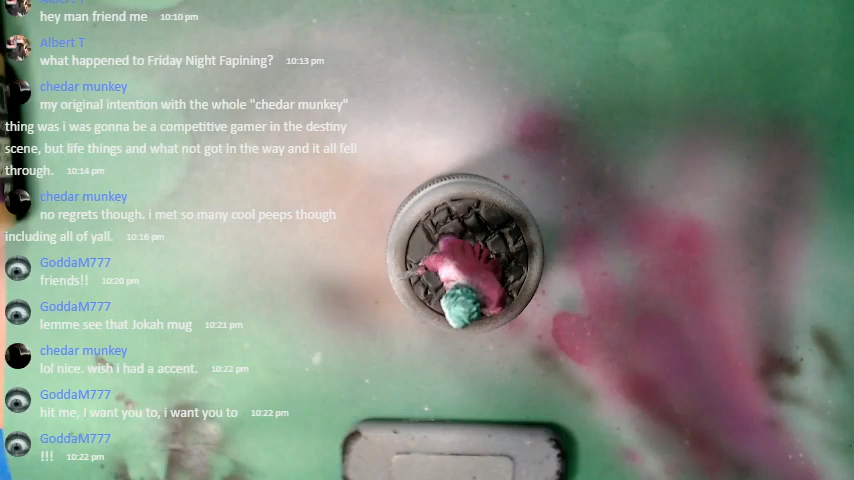 Albert T
hey man friend me 10:10 pm
Albert T
what happened to Friday Night Fapining? 10:13 pm
chedar munkey
my original intention with the whole "chedar munkey"
thing was i was gonna be a competitive gamer in the destiny
scene, but life things and what not got in the way and it all fell
through. 10:14 pm
chedar munkey
no regrets though. i met so many cool peeps though
including all of yall. 10:16 pm
GoddaM777
friends!! 10:20 pm
GoddaM777
lemme see that Jokah mug 10:21 pm
chedar munkey
lol nice. wish i had a accent. 10:22 pm
GoddaM777
hit me, I want you to, i want you to 10:22 pm
GoddaM777
!!! 10:22 pm